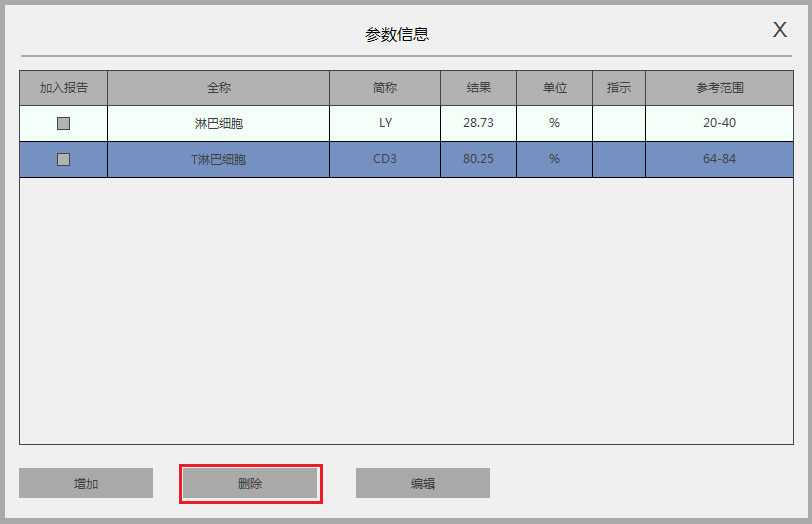 参数信息
X
加入报告 全称 简称 结果 单位 指示 参考范围
淋巴细胞 LY 28.73 % 20-40
T淋巴细胞 CD3 80.25 % 64-84
增加 删除 编辑